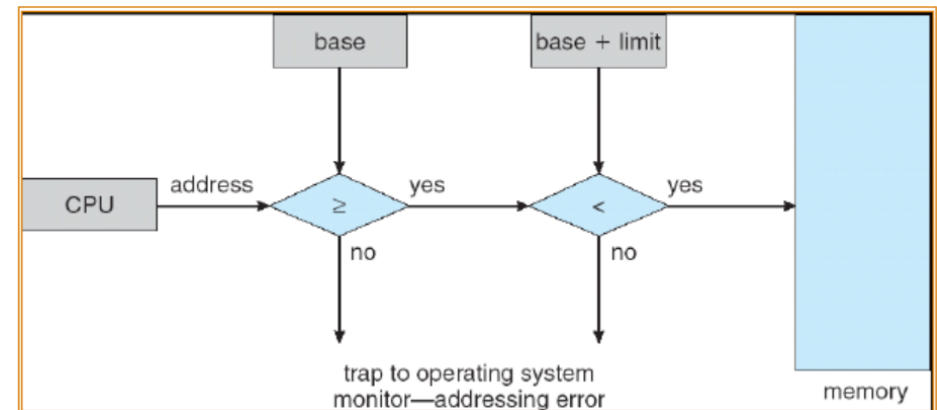 base
base + limit
CPU
address
≥
yes
<
yes
no
no
trap to operating system
monitor—addressing error
memory